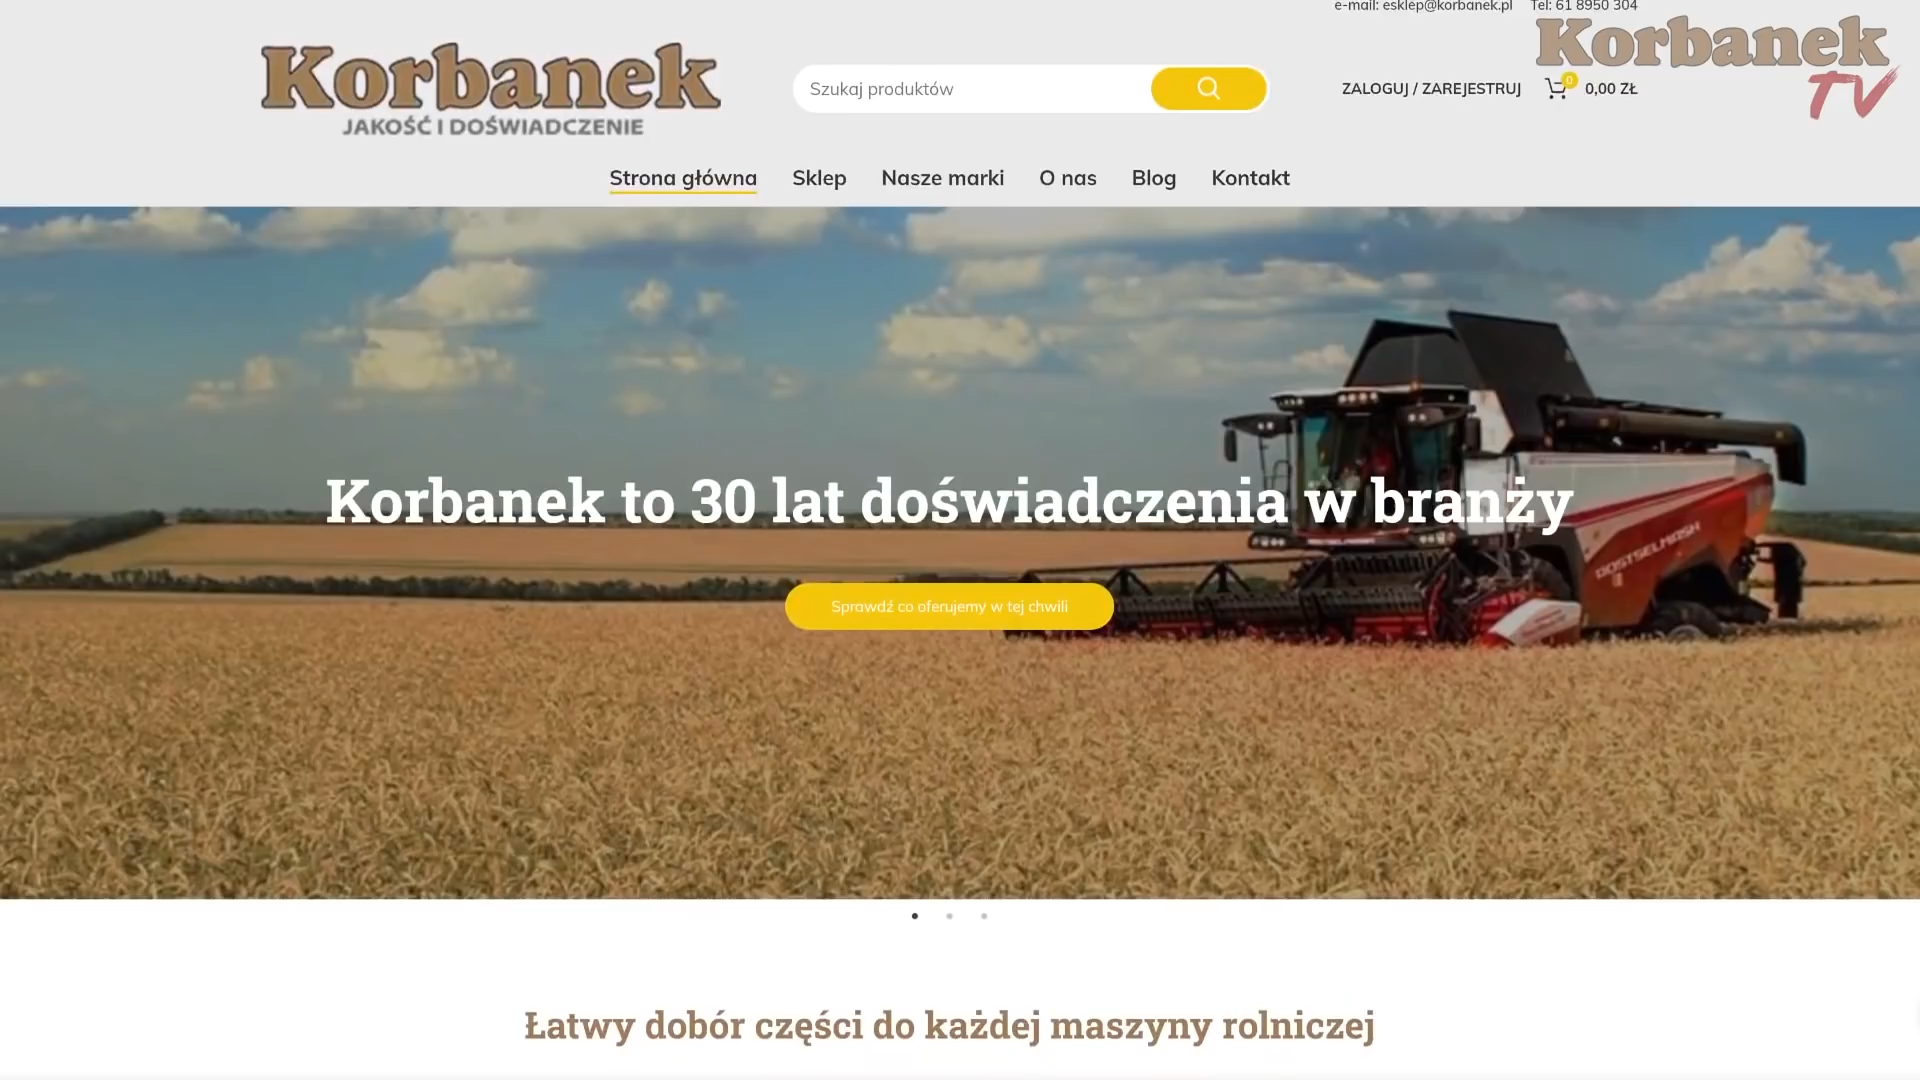 e-mail: esklep@korbanek.pl Tel: 61 8950 304
Korbanek
JAKOŚĆ I DOŚWIADCZENIE
Szukaj produktów
ZALOGUJ / ZAREJESTRUJ
0
0,00 ZŁ
Korbanek
TV
Strona główna Sklep Nasze marki O nas Blog Kontakt
Korbanek to 30 lat doświadczenia w branży
ROSTSELMASH
Sprawdź co oferujemy w tej chwili
Łatwy dobór części do każdej maszyny rolniczej